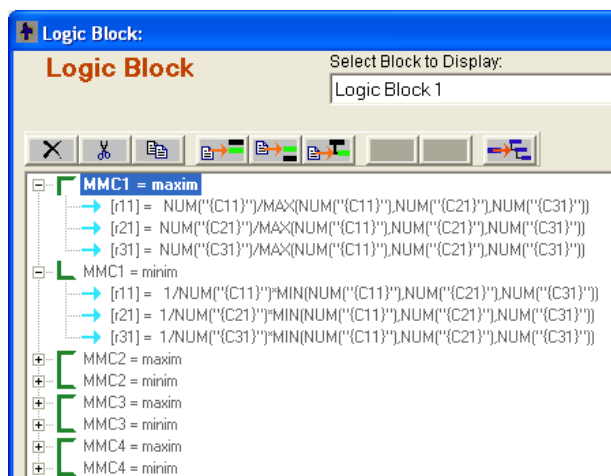 Logic Block:
Logic Block
Select Block to Display:
Logic Block 1
MMC1 = maxim
[r11] = NUM("{C11}")/MAX(NUM("{C11}"),NUM("{C21}"),NUM("{C31}"))
[r21] = NUM("{C21}")/MAX(NUM("{C11}"),NUM("{C21}"),NUM("{C31}"))
[r31] = NUM("{C31}")/MAX(NUM("{C11}"),NUM("{C21}"),NUM("{C31}"))
MMC1 = minim
[r11] = 1/NUM("{C11}")*MIN(NUM("{C11}"),NUM("{C21}"),NUM("{C31}"))
[r21] = 1/NUM("{C21}")*MIN(NUM("{C11}"),NUM("{C21}"),NUM("{C31}"))
[r31] = 1/NUM("{C31}")*MIN(NUM("{C11}"),NUM("{C21}"),NUM("{C31}"))
MMC2 = maxim
MMC2 = minim
MMC3 = maxim
MMC3 = minim
MMC4 = maxim
MMC4 = minim